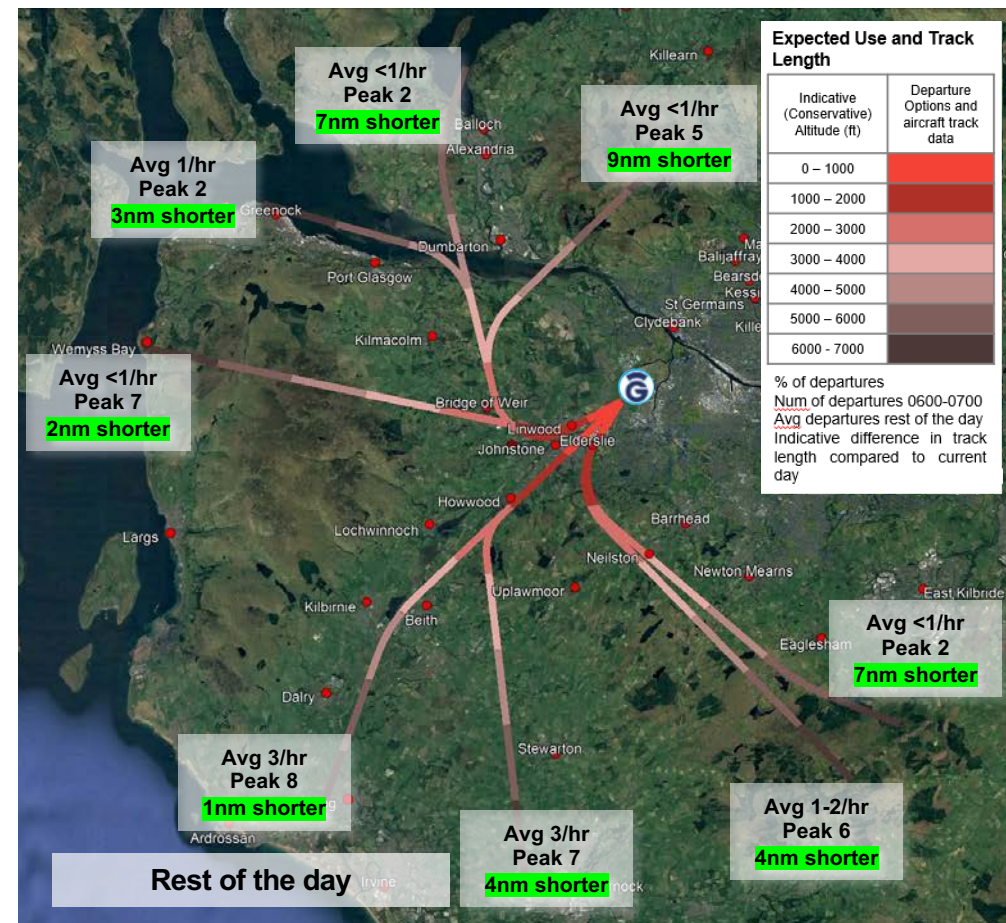 Avg <1/hr
Peak 2
7nm shorter
Avg <1/hr
Peak 5
9nm shorter
Avg 1/hr
Peak 2
3nm shorter
Avg <1/hr
Peak 7
2nm shorter
Avg <1/hr
Peak 2
7nm shorter
Avg 3/hr
Peak 8
1nm shorter
Avg 3/hr
Peak 7
4nm shorter
Avg 1-2/hr
Peak 6
4nm shorter
Rest of the day
Expected Use and Track
Length
Indicative
(Conservative)
Altitude (ft)
Departure
Options and
aircraft track
data
0 – 1000
1000 – 2000
2000 – 3000
3000 – 4000
4000 – 5000
5000 – 6000
6000 - 7000
% of departures
Num of departures 0600-0700
Avg departures rest of the day
Indicative difference in track
length compared to current
day
Killearn
Balloch
Alexandria
Greenock
Dumbarton
Port Glasgow
Balijaffray
St Germains
Clydebank
Kilmacolm
Wemyss Bay
Bridge of Weir
Linwood
Elderslie
Johnstone
Howwood
Lochwinnoch
Largs
Barrhead
Neilston
Newton Mearns
Uplawmoor
East Kilbride
Kilbirnie
Beith
Eaglesham
Dalry
Stewarton
Ardrossan
Irvine